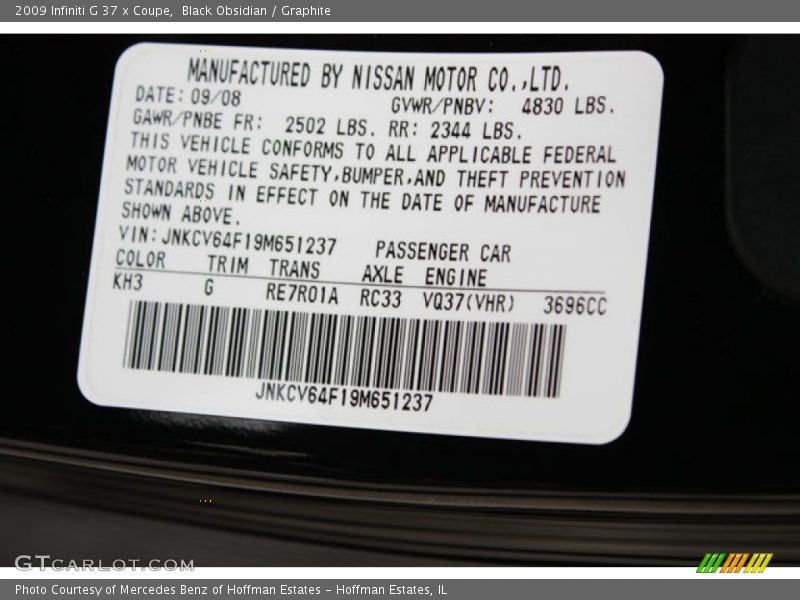 2009 Infiniti G 37 x Coupe, Black Obsidian / Graphite
MANUFACTURED BY NISSAN MOTOR CO.,LTD.
DATE: 09/08 GVWR/PNBV: 4830 LBS.
GAWR/PNBE FR: 2502 LBS. RR: 2344 LBS.
THIS VEHICLE CONFORMS TO ALL APPLICABLE FEDERAL
MOTOR VEHICLE SAFETY,BUMPER,AND THEFT PREVENTION
STANDARDS IN EFFECT ON THE DATE OF MANUFACTURE
SHOWN ABOVE.
VIN: JNKCV64F19M651237 PASSENGER CAR
COLOR TRIM TRANS AXLE ENGINE
KH3 G RE7R01A RC33 VQ37(VHR) 3696CC
JNKCV64F19M651237
GTCARLOT.COM
Photo Courtesy of Mercedes Benz of Hoffman Estates - Hoffman Estates, IL